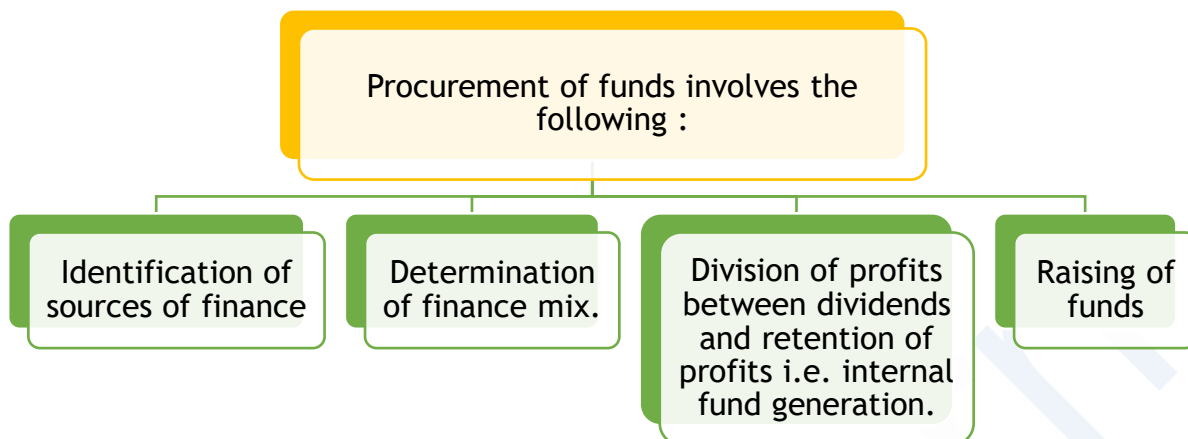 Procurement of funds involves the
following :
Identification of
sources of finance
Determination
of finance mix.
Division of profits
between dividends
and retention of
profits i.e. internal
fund generation.
Raising of
funds